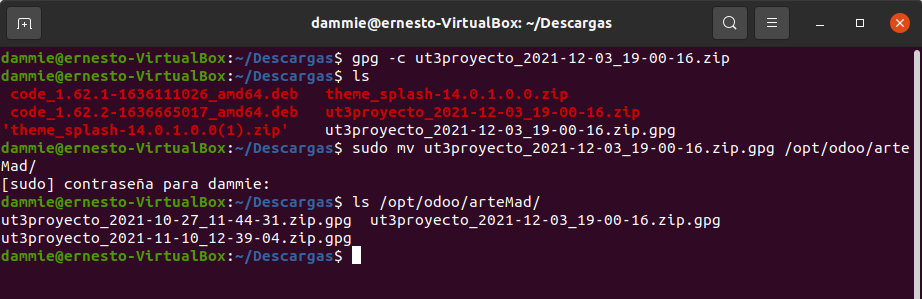 dammie@ernesto-VirtualBox: ~/Descargas
dammie@ernesto-VirtualBox:~/Descargas$ gpg -c ut3proyecto_2021-12-03_19-00-16.zip
dammie@ernesto-VirtualBox:~/Descargas$ ls
code_1.62.1-1636111026_amd64.deb   theme_splash-14.0.1.0.0.zip
code_1.62.2-1636665017_amd64.deb   ut3proyecto_2021-12-03_19-00-16.zip
'theme_splash-14.0.1.0.0(1).zip'    ut3proyecto_2021-12-03_19-00-16.zip.gpg
dammie@ernesto-VirtualBox:~/Descargas$ sudo mv ut3proyecto_2021-12-03_19-00-16.zip.gpg /opt/odoo/arte
Mad/
[sudo] contraseña para dammie:
dammie@ernesto-VirtualBox:~/Descargas$ ls /opt/odoo/arteMad/
ut3proyecto_2021-10-27_11-44-31.zip.gpg  ut3proyecto_2021-12-03_19-00-16.zip.gpg
ut3proyecto_2021-11-10_12-39-04.zip.gpg
dammie@ernesto-VirtualBox:~/Descargas$